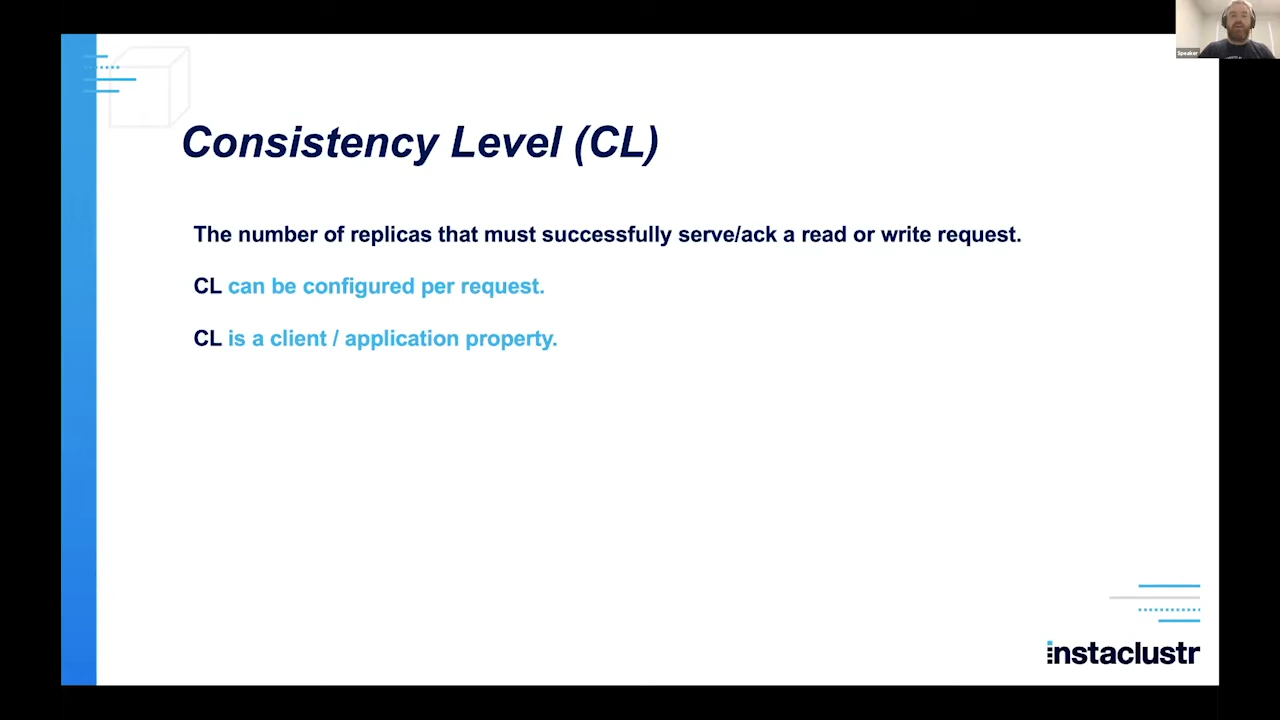 Speaker
Consistency Level (CL)
The number of replicas that must successfully serve/ack a read or write request.
CL can be configured per request.
CL is a client / application property.
instaclustr